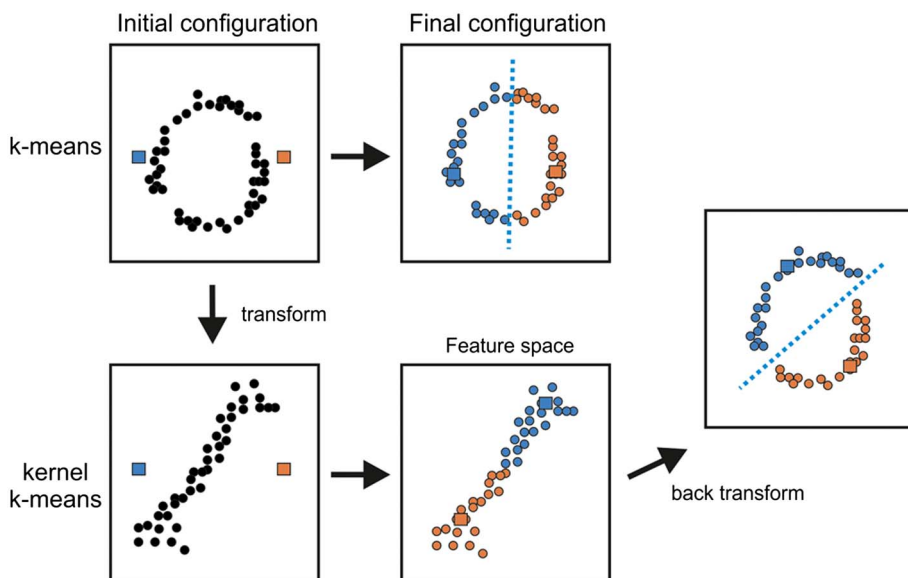 Initial configuration
Final configuration
k-means
transform
Feature space
kernel
k-means
back transform